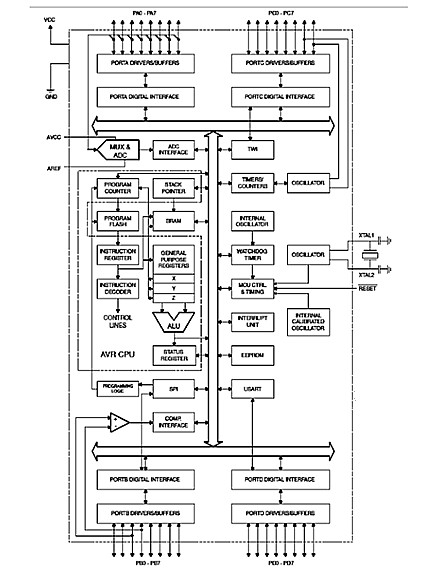 PA0 - PA7
PC0 - PC7
VCC
PORTA DRIVERS/BUFFERS
PORTC DRIVERS/BUFFERS
GND
PORTA DIGITAL INTERFACE
PORTC DIGITAL INTERFACE
AVCC
MUX &
ADC
ADC
INTERFACE
TWI
AREF
PROGRAM
COUNTER
STACK
POINTER
TIMERS/
COUNTERS
OSCILLATOR
PROGRAM
FLASH
SRAM
INTERNAL
OSCILLATOR
XTAL1
INSTRUCTION
REGISTER
GENERAL
PURPOSE
REGISTERS
WATCHDOG
TIMER
OSCILLATOR
X
XTAL2
INSTRUCTION
DECODER
Y
MCU CTRL.
& TIMING
RESET
Z
CONTROL
LINES
ALU
INTERRUPT
UNIT
INTERNAL
CALIBRATED
OSCILLATOR
AVR CPU
STATUS
REGISTER
EEPROM
PROGRAMMING
LOGIC
SPI
USART
+
-
COMP.
INTERFACE
PORTB DIGITAL INTERFACE
PORTD DIGITAL INTERFACE
PORTB DRIVERS/BUFFERS
PORTD DRIVERS/BUFFERS
PB0 - PB7
PD0 - PD7